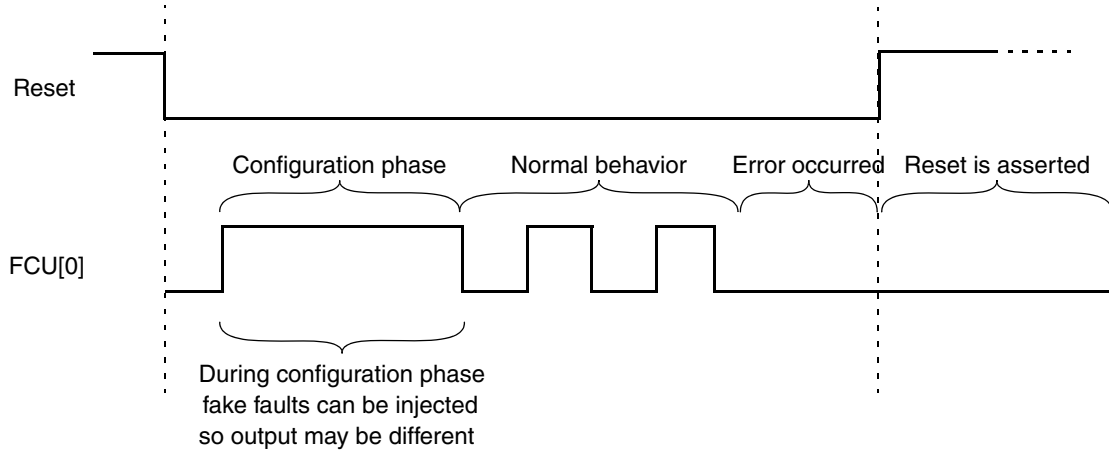 Reset
Configuration phase
Normal behavior
Error occurred
Reset is asserted
FCU[0]
During configuration phase
fake faults can be injected
so output may be different